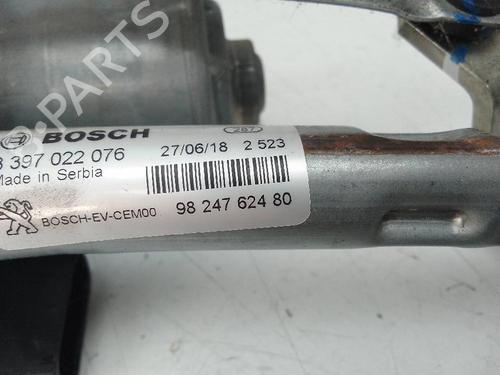 BOSCH
287
3 397 022 076
27/06/18 2 523
Made in Serbia
BOSCH-EV-CEM00
98 247 624 80